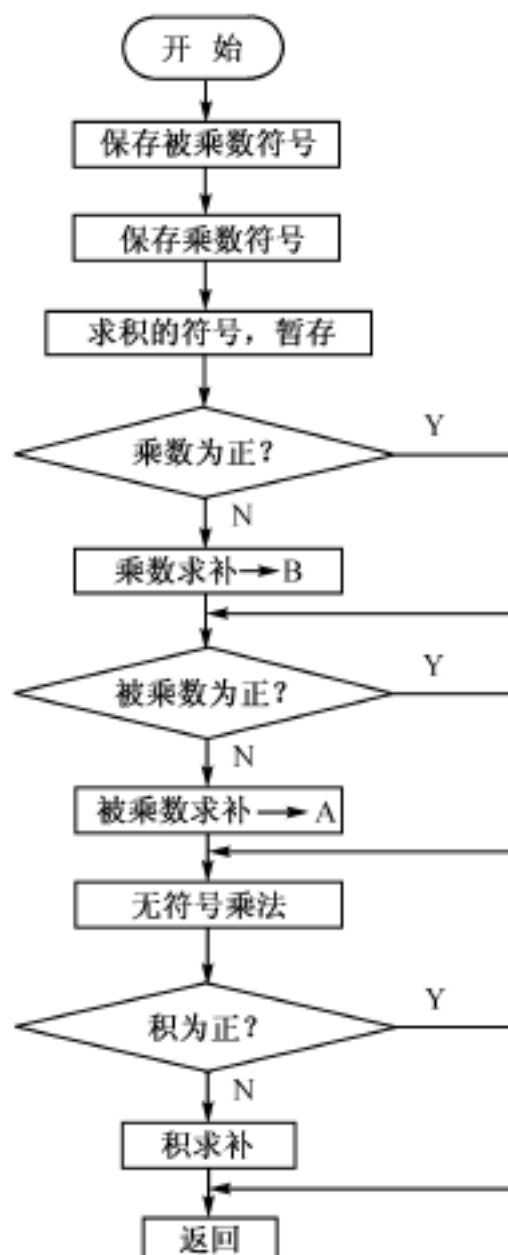 开 始
保存被乘数符号
保存乘数符号
求积的符号，暂存
乘数为正？
Y
N
乘数求补→B
被乘数为正？
Y
N
被乘数求补→A
无符号乘法
积为正？
Y
N
积求补
返回